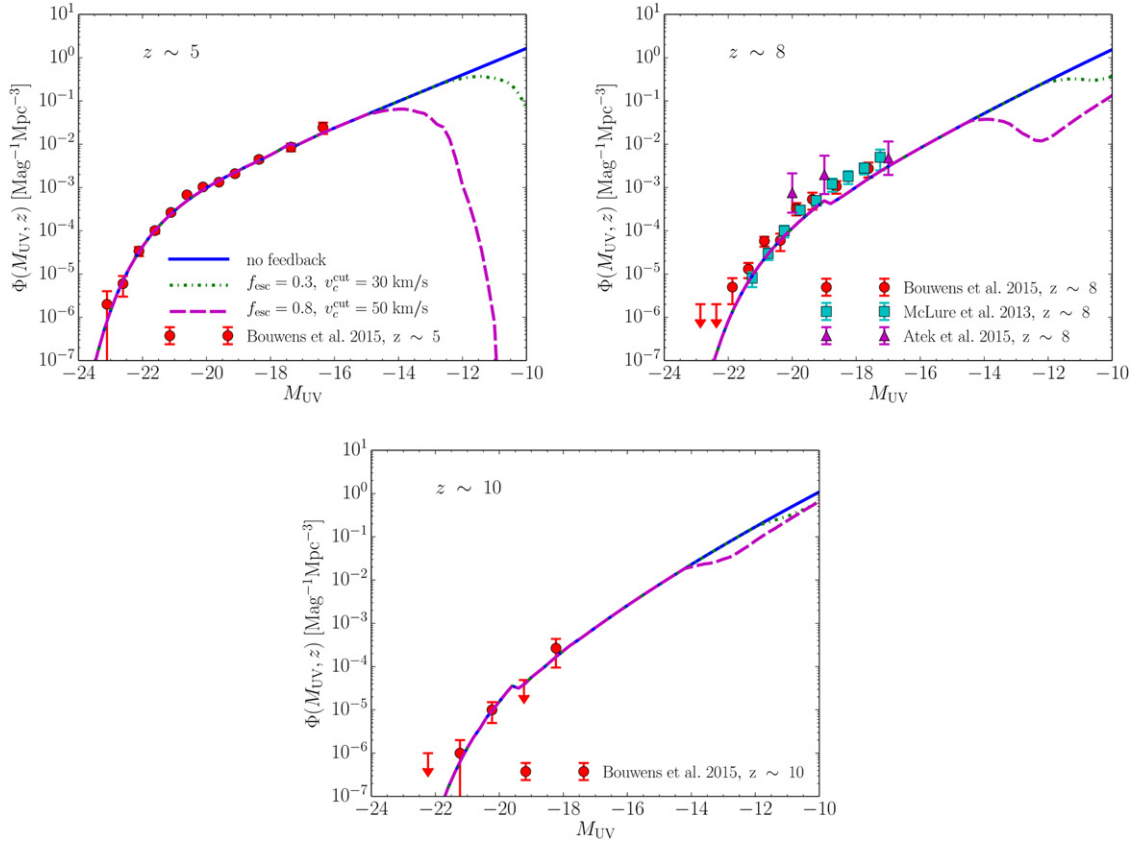 10^1
10^0
10^-1
10^-2
10^-3
10^-4
10^-5
10^-6
10^-7
Φ(M_UV, z) [Mag^-1Mpc^-3]
z ∼ 5
no feedback
f_esc = 0.3, v_c^cut = 30 km/s
f_esc = 0.8, v_c^cut = 50 km/s
Bouwens et al. 2015, z ∼ 5
−24 −22 −20 −18 −16 −14 −12 −10
M_UV
10^1
10^0
10^-1
10^-2
10^-3
10^-4
10^-5
10^-6
10^-7
Φ(M_UV, z) [Mag^-1Mpc^-3]
z ∼ 8
Bouwens et al. 2015, z ∼ 8
McLure et al. 2013, z ∼ 8
Atek et al. 2015, z ∼ 8
−24 −22 −20 −18 −16 −14 −12 −10
M_UV
10^1
10^0
10^-1
10^-2
10^-3
10^-4
10^-5
10^-6
10^-7
Φ(M_UV, z) [Mag^-1Mpc^-3]
z ∼ 10
Bouwens et al. 2015, z ∼ 10
−24 −22 −20 −18 −16 −14 −12 −10
M_UV